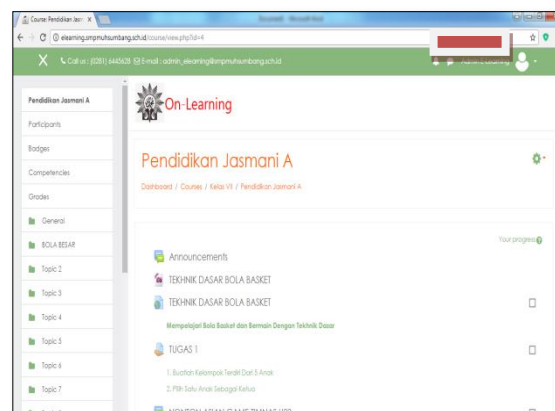 Course: Pendidikan Jasm
elearning.smpmuhsumbang.sch.id/course/view.php?id=4
Call us : (0281) 6445628 E-mail : admin_elearning@smpmuhsumbang.sch.id
Pendidikan Jasmani A
Participants
Badges
Competencies
Grades
General
BOLA BESAR
Topic 2
Topic 3
Topic 4
Topic 5
Topic 6
Topic 7
On-Learning
Pendidikan Jasmani A
Dashboard / Courses / Kelas VII / Pendidikan Jasmani A
Your progress
Announcements
TEKHNIK DASAR BOLA BASKET
TEKHNIK DASAR BOLA BASKET
Mempelajari Bola Basket dan Bermain Dengan Tekhnik Dasar
TUGAS 1
1. Buatlah Kelompok Terdiri Dari 5 Anak
2. Pilih Satu Anak Sebagai Ketua